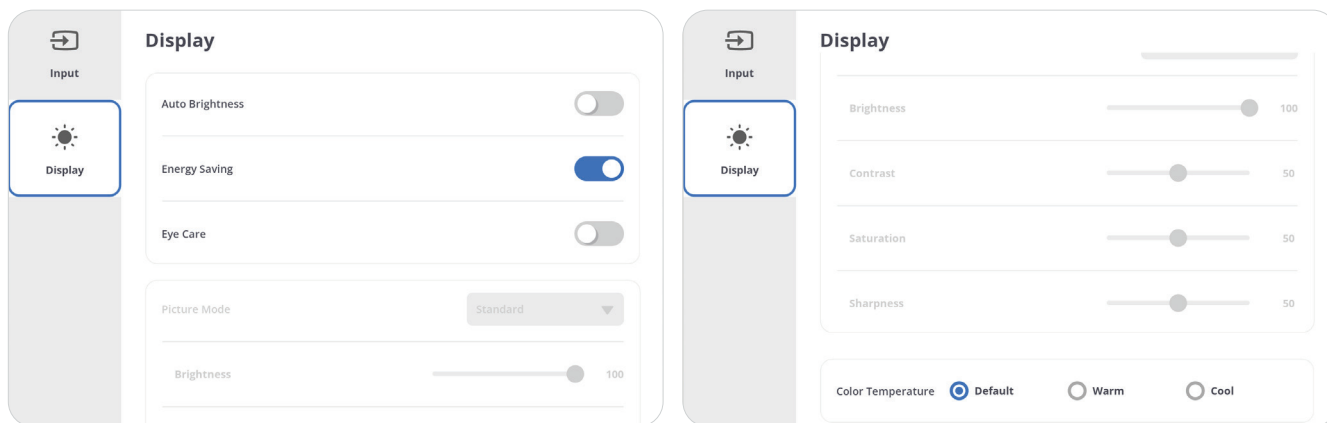 Input
Display
Display
Auto Brightness
Energy Saving
Eye Care
Picture Mode Standard
Brightness 100
Input
Display
Display
Brightness 100
Contrast 50
Saturation 50
Sharpness 50
Color Temperature Default Warm Cool